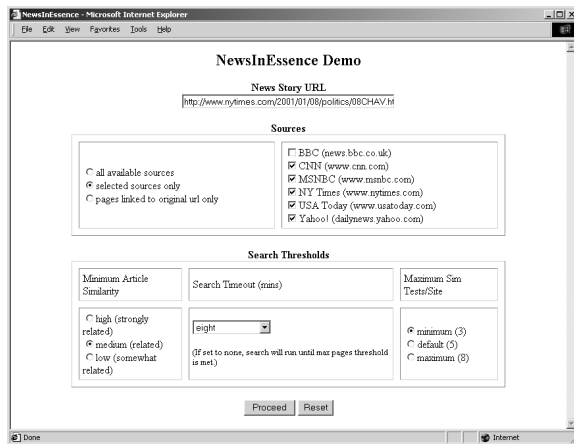 NewsInEssence - Microsoft Internet Explorer
File Edit View Favorites Tools Help
NewsInEssence Demo
News Story URL
http://www.nytimes.com/2001/01/08/politics/08CHAV.ht
Sources
all available sources
selected sources only
pages linked to original url only
BBC (news.bbc.co.uk)
CNN (www.cnn.com)
MSNBC (www.msnbc.com)
NY Times (www.nytimes.com)
USA Today (www.usatoday.com)
Yahoo! (dailynews.yahoo.com)
Search Thresholds
Minimum Article
Similarity
Search Timeout (mins)
Maximum Sim
Tests/Site
high (strongly
related)
medium (related)
low (somewhat
related)
eight
(If set to none, search will run until max pages threshold
is met.)
minimum (3)
default (5)
maximum (8)
Proceed Reset
Done Internet